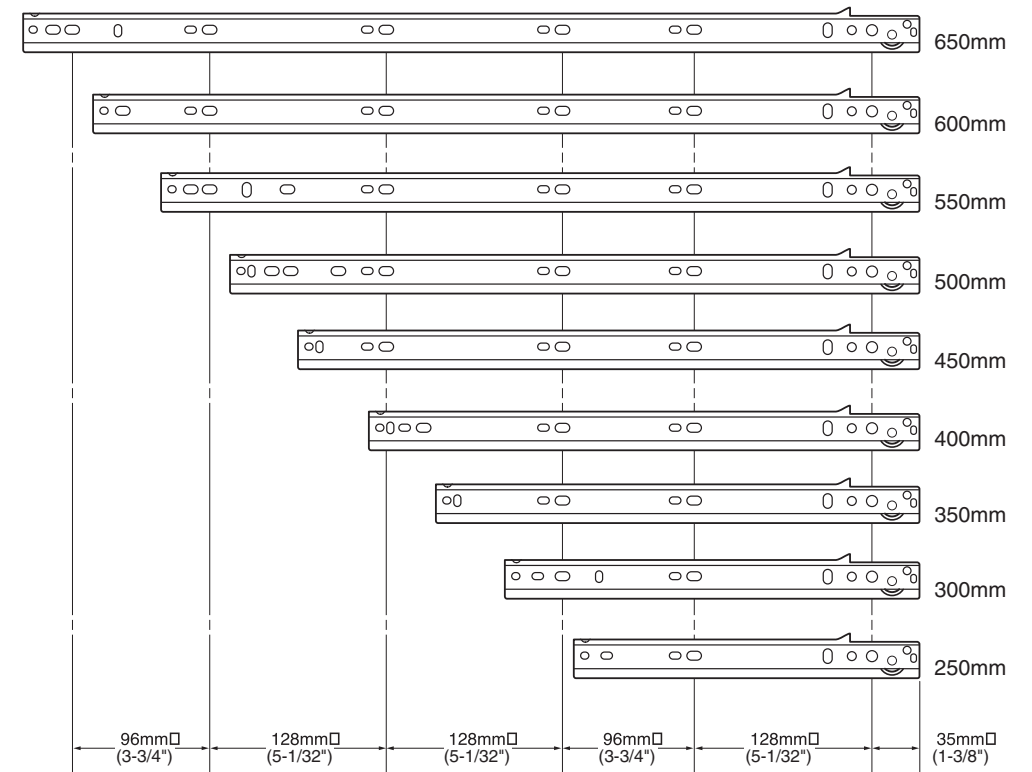 650mm
600mm
550mm
500mm
450mm
400mm
350mm
300mm
250mm
96mm□ 128mm□ 128mm□ 96mm□ 128mm□ 35mm□
(3-3/4") (5-1/32") (5-1/32") (3-3/4") (5-1/32") (1-3/8")